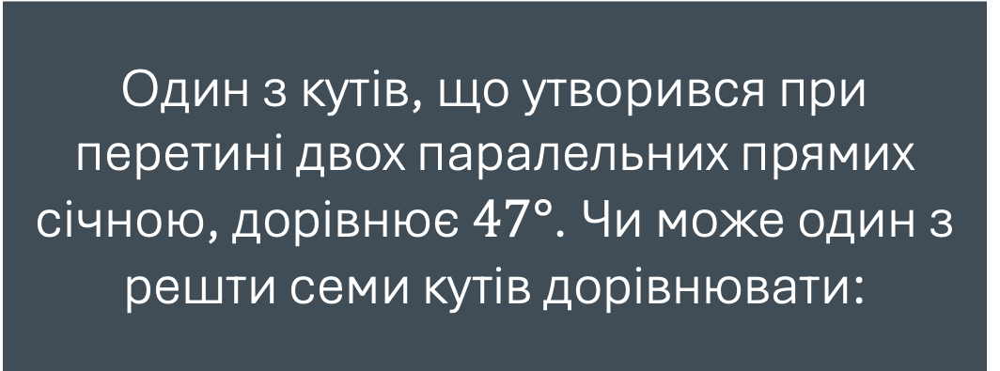 Один з кутів, що утворився при
перетині двох паралельних прямих
січною, дорівнює 47°. Чи може один з
решти семи кутів дорівнювати: